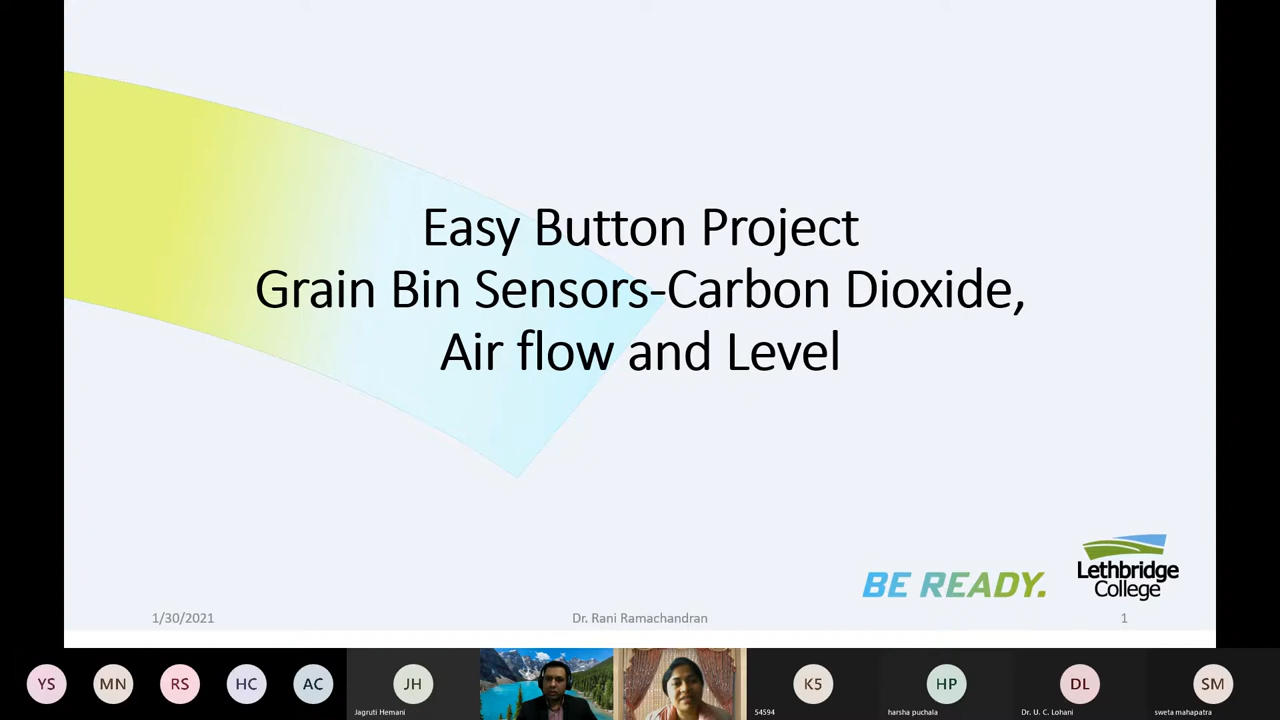 Easy Button Project
Grain Bin Sensors-Carbon Dioxide,
Air flow and Level
BE READY.
Lethbridge
College
1/30/2021
Dr. Rani Ramachandran
1
YS
MN
RS
HC
AC
JH
Jagruti Hemani
K5
54594
HP
harsha puchala
DL
Dr. U. C. Lohani
SM
sweta mahapatra